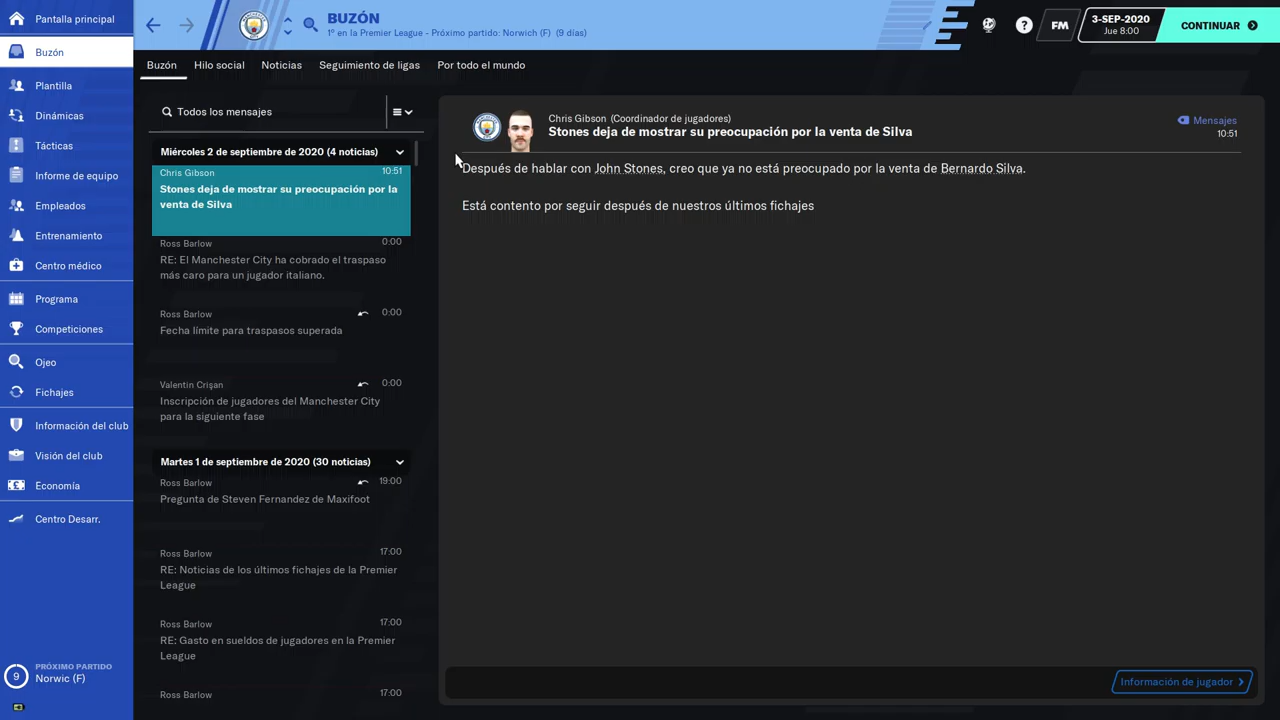 Pantalla principal
Buzón
Plantilla
Dinámicas
Tácticas
Informe de equipo
Empleados
Entrenamiento
Centro médico
Programa
Competiciones
Ojeo
Fichajes
Información del club
Visión del club
Economía
Centro Desarr.
9
PRÓXIMO PARTIDO
Norwic (F)
BUZÓN
1º en la Premier League - Próximo partido: Norwich (F) (9 días)
?
FM
3-SEP-2020
Jue 8:00
CONTINUAR
Buzón
Hilo social
Noticias
Seguimiento de ligas
Por todo el mundo
Todos los mensajes
Miércoles 2 de septiembre de 2020 (4 noticias)
Chris Gibson
10:51
Stones deja de mostrar su preocupación por la
venta de Silva
Ross Barlow
0:00
RE: El Manchester City ha cobrado el traspaso
más caro para un jugador italiano.
Ross Barlow
0:00
Fecha límite para traspasos superada
Valentin Crişan
0:00
Inscripción de jugadores del Manchester City
para la siguiente fase
Martes 1 de septiembre de 2020 (30 noticias)
Ross Barlow
19:00
Pregunta de Steven Fernandez de Maxifoot
Ross Barlow
17:00
RE: Noticias de los últimos fichajes de la Premier
League
Ross Barlow
17:00
RE: Gasto en sueldos de jugadores en la Premier
League
Ross Barlow
17:00
Chris Gibson (Coordinador de jugadores)
Stones deja de mostrar su preocupación por la venta de Silva
Mensajes
10:51
Después de hablar con John Stones, creo que ya no está preocupado por la venta de Bernardo Silva.
Está contento por seguir después de nuestros últimos fichajes
Información de jugador